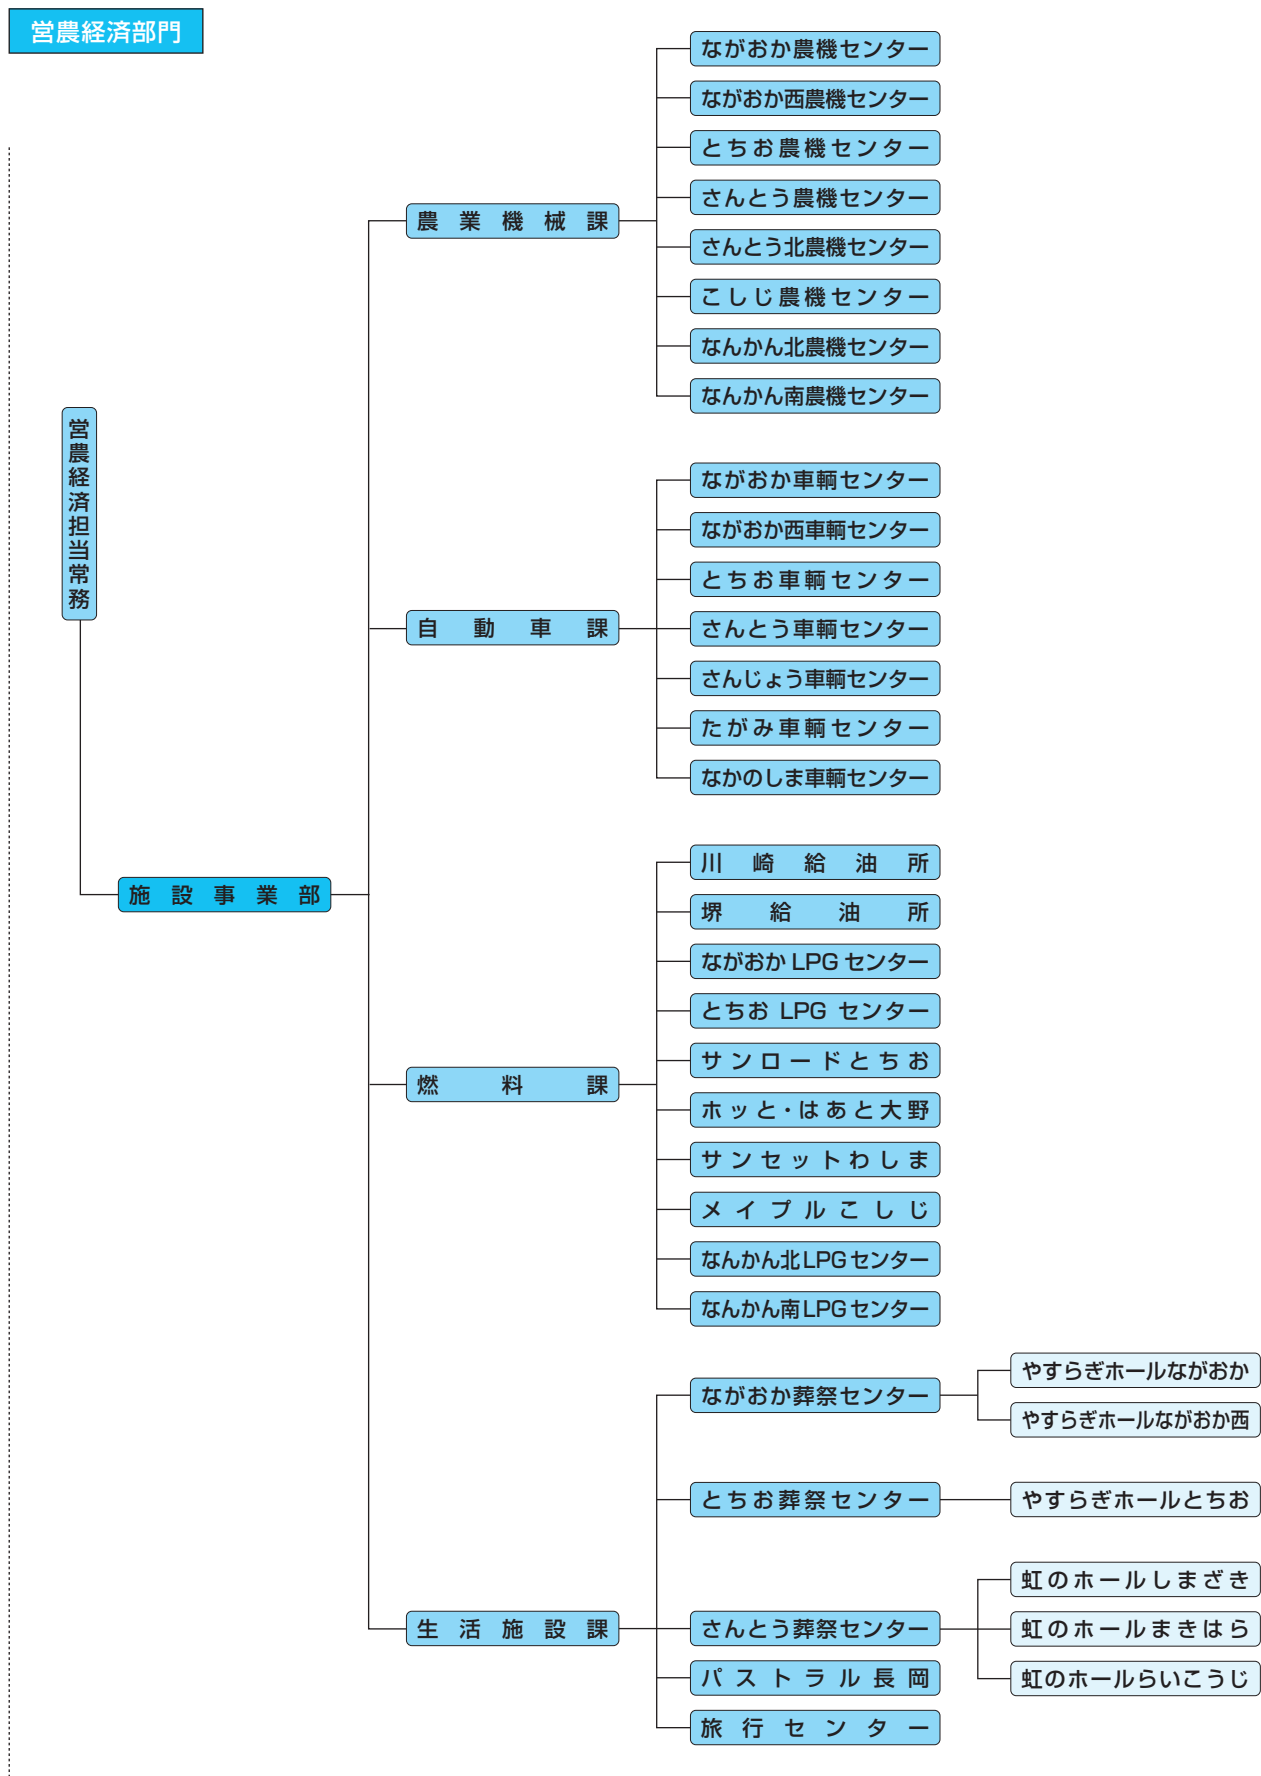 営農経済部門
営農経済担当常務
施設事業部
農業機械課
ながおか農機センター
ながおか西農機センター
とちお農機センター
さんとう農機センター
さんとう北農機センター
こしじ農機センター
なんかん北農機センター
なんかん南農機センター
自動車課
ながおか車輌センター
ながおか西車輌センター
とちお車輌センター
さんとう車輌センター
さんじょう車輌センター
たがみ車輌センター
なかのしま車輌センター
燃料課
川崎給油所
堺給油所
ながおか LPG センター
とちお LPG センター
サンロードとちお
ホッと・はあと大野
サンセットわしま
メイプルこしじ
なんかん北LPGセンター
なんかん南LPGセンター
生活施設課
ながおか葬祭センター
やすらぎホールながおか
やすらぎホールながおか西
とちお葬祭センター
やすらぎホールとちお
さんとう葬祭センター
虹のホールしまざき
虹のホールまきはら
虹のホールらいこうじ
パストラル長岡
旅行センター